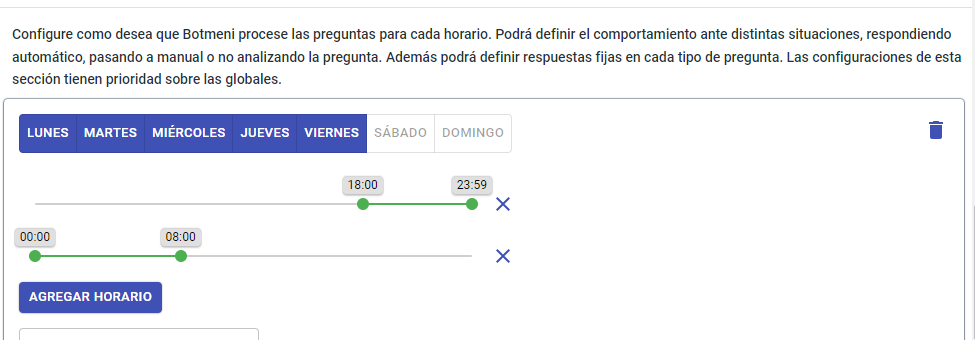 Configure como desea que Botmeni procese las preguntas para cada horario. Podrá definir el comportamiento ante distintas situaciones, respondiendo
automático, pasando a manual o no analizando la pregunta. Además podrá definir respuestas fijas en cada tipo de pregunta. Las configuraciones de esta
sección tienen prioridad sobre las globales.
LUNES MARTES MIÉRCOLES JUEVES VIERNES SÁBADO DOMINGO
18:00 23:59
00:00 08:00
AGREGAR HORARIO